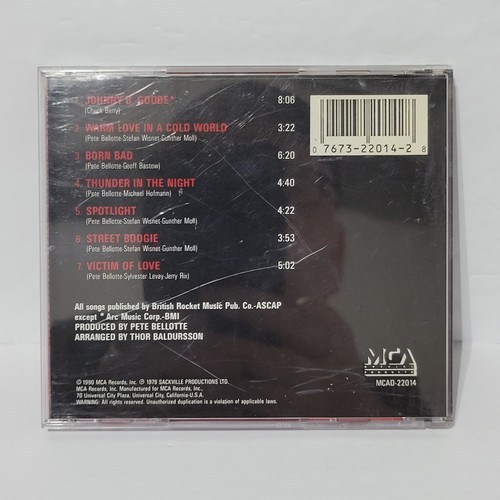 1. JOHNNY B. GOODE* 8:06
(Chuck Berry)
2. WARM LOVE IN A COLD WORLD 3:22
(Pete Bellotte-Stefan Wisnet-Gunther Moll)
3. BORN BAD 6:20
(Pete Bellotte-Geoff Bastow)
4. THUNDER IN THE NIGHT 4:40
(Pete Bellotte-Michael Hofmann)
5. SPOTLIGHT 4:22
(Pete Bellotte-Stefan Wisnet-Gunther Moll)
6. STREET BOOGIE 3:53
(Pete Bellotte-Stefan Wisnet-Gunther Moll)
7. VICTIM OF LOVE 5:02
(Pete Bellotte-Sylvester Levay-Jerry Rix)
0 7673-22014-2 8
All songs published by British Rocket Music Pub. Co.-ASCAP
except * Arc Music Corp.-BMI
PRODUCED BY PETE BELLOTTE
ARRANGED BY THOR BALDURSSON
MCA
MCAD-22014
© 1990 MCA Records, Inc. ℗ 1979 SACKVILLE PRODUCTIONS LTD.
MCA Records, Inc. Manufactured for MCA Records, Inc.
70 Universal City Plaza, Universal City, California-U.S.A.
WARNING: All rights reserved. Unauthorized duplication is a violation of applicable laws.